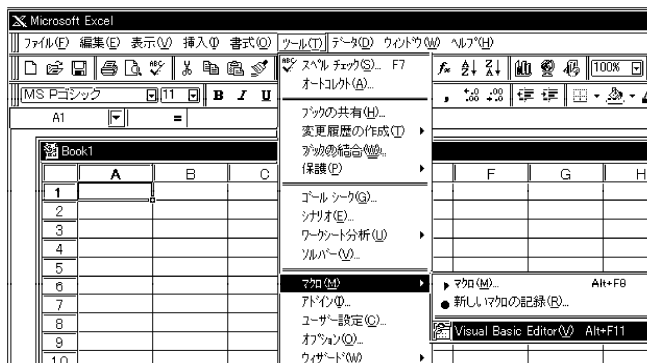 Microsoft Excel
ファイル(F) 編集(E) 表示(V) 挿入(I) 書式(O) ツール(T) データ(D) ウィンドウ(W) ヘルプ(H)
100%
MS Pゴシック 11 B I U
A1 =
Book1
A B C F G H
1
2
3
4
5
6
7
8
9
10
ABC スペル チェック(S)... F7
オートコレクト(A)...
ブックの共有(H)...
変更履歴の作成(T)
ブックの結合(W)...
保護(P)
ゴール シーク(G)...
シナリオ(E)...
ワークシート分析(U)
ソルバー(V)...
マクロ(M)
アドイン(I)...
ユーザー設定(C)...
オプション(O)...
ウィザード(W)
マクロ(M)... Alt+F8
新しいマクロの記録(R)...
Visual Basic Editor(V) Alt+F11